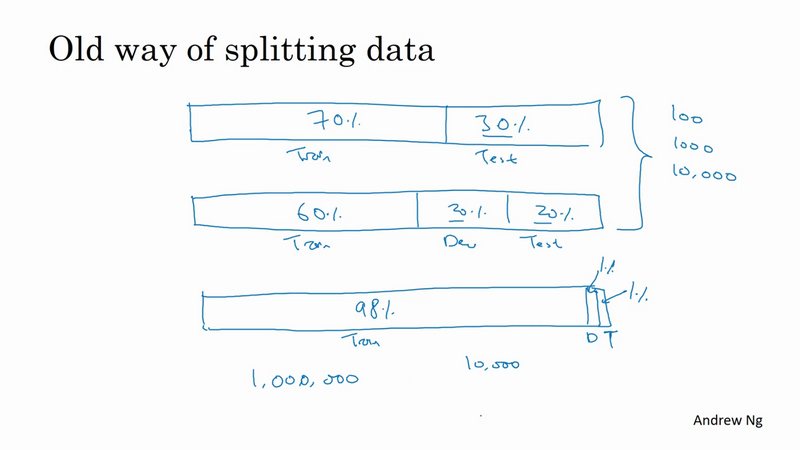 Old way of splitting data
70% 30%
Train Test
100
1000
10,000
60% 20% 20%
Train Dev Test
1%
98% 1%
Train D T
10,000
1,000,000
Andrew Ng